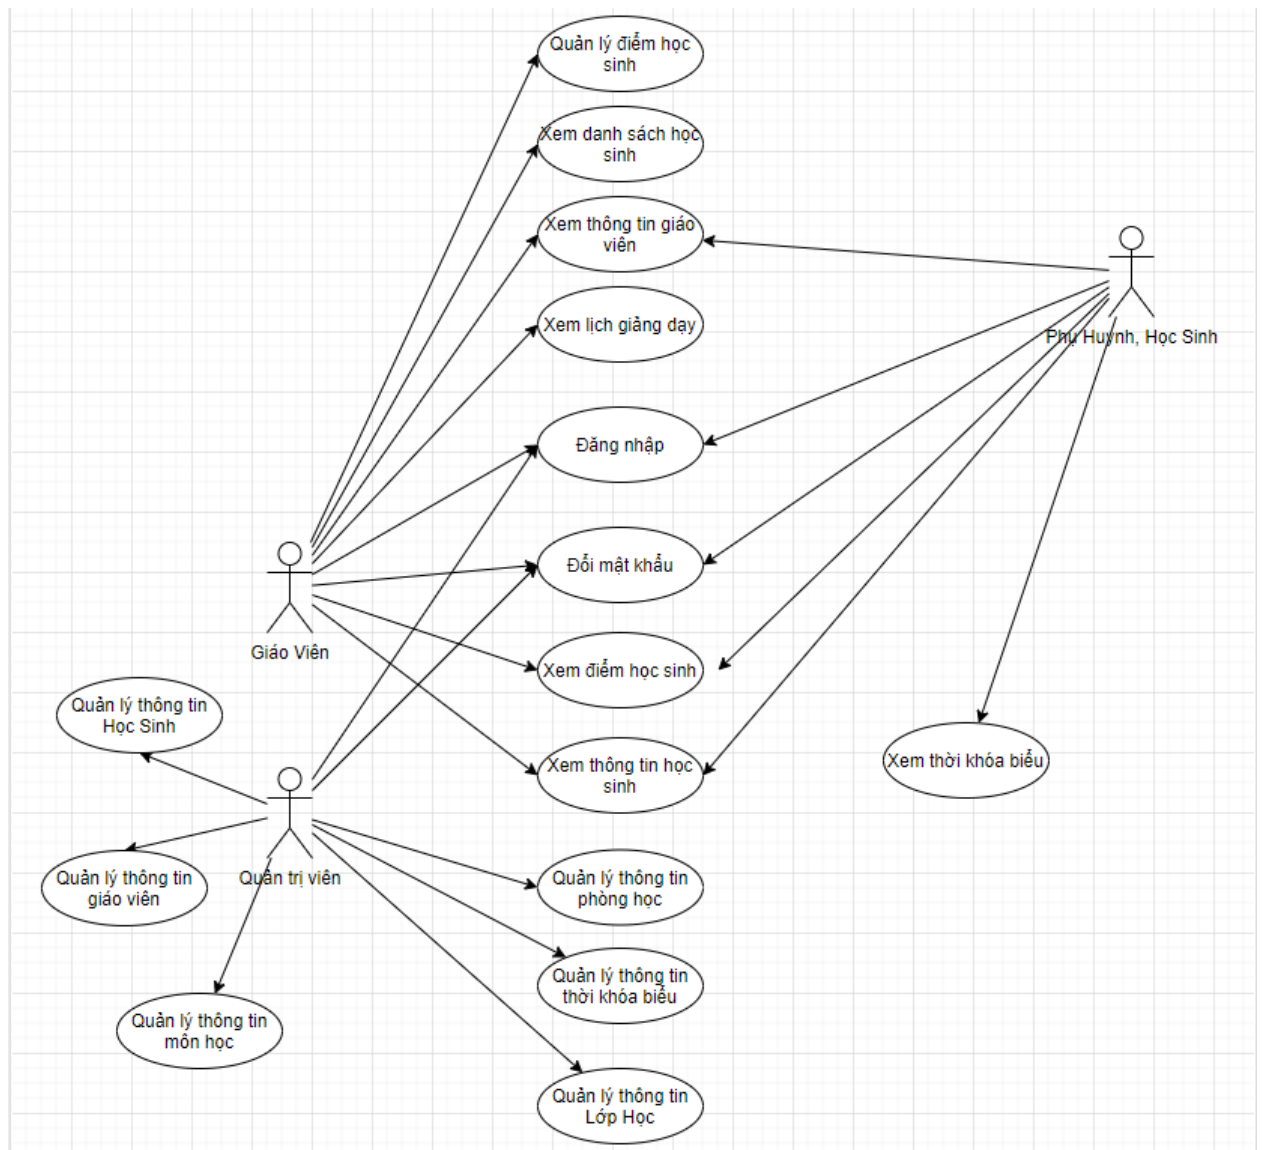 Quản lý điểm học
sinh
Xem danh sách học
sinh
Xem thông tin giáo
viên
Xem lịch giảng dạy
Phụ Huynh, Học Sinh
Đăng nhập
Đổi mật khẩu
Giáo Viên
Xem điểm học sinh
Quản lý thông tin
Học Sinh
Xem thông tin học
sinh
Xem thời khóa biểu
Quản lý thông tin
giáo viên
Quản trị viên
Quản lý thông tin
phòng học
Quản lý thông tin
thời khóa biểu
Quản lý thông tin
môn học
Quản lý thông tin
Lớp Học